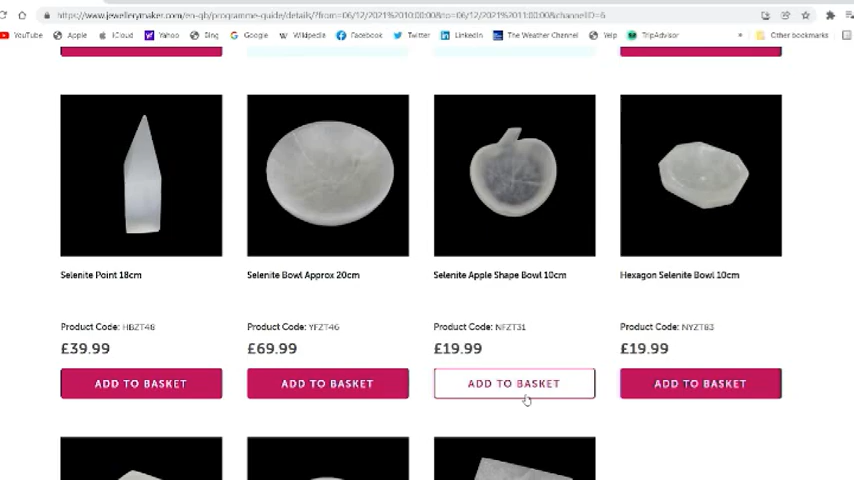 https://www.jewellerymaker.com/en-gb/programme-guide/details/?from=06/12/2021%2010:00:00&to=06/12/2021%2011:00:00&channelID=6
YouTube Apple iCloud Yahoo Bing Google Wikipedia Facebook Twitter LinkedIn The Weather Channel Yelp TripAdvisor » Other bookmarks
Selenite Point 18cm Selenite Bowl Approx 20cm Selenite Apple Shape Bowl 10cm Hexagon Selenite Bowl 10cm
Product Code: HBZT48 Product Code: YFZT46 Product Code: NFZT31 Product Code: NYZT83
£39.99 £69.99 £19.99 £19.99
ADD TO BASKET ADD TO BASKET ADD TO BASKET ADD TO BASKET